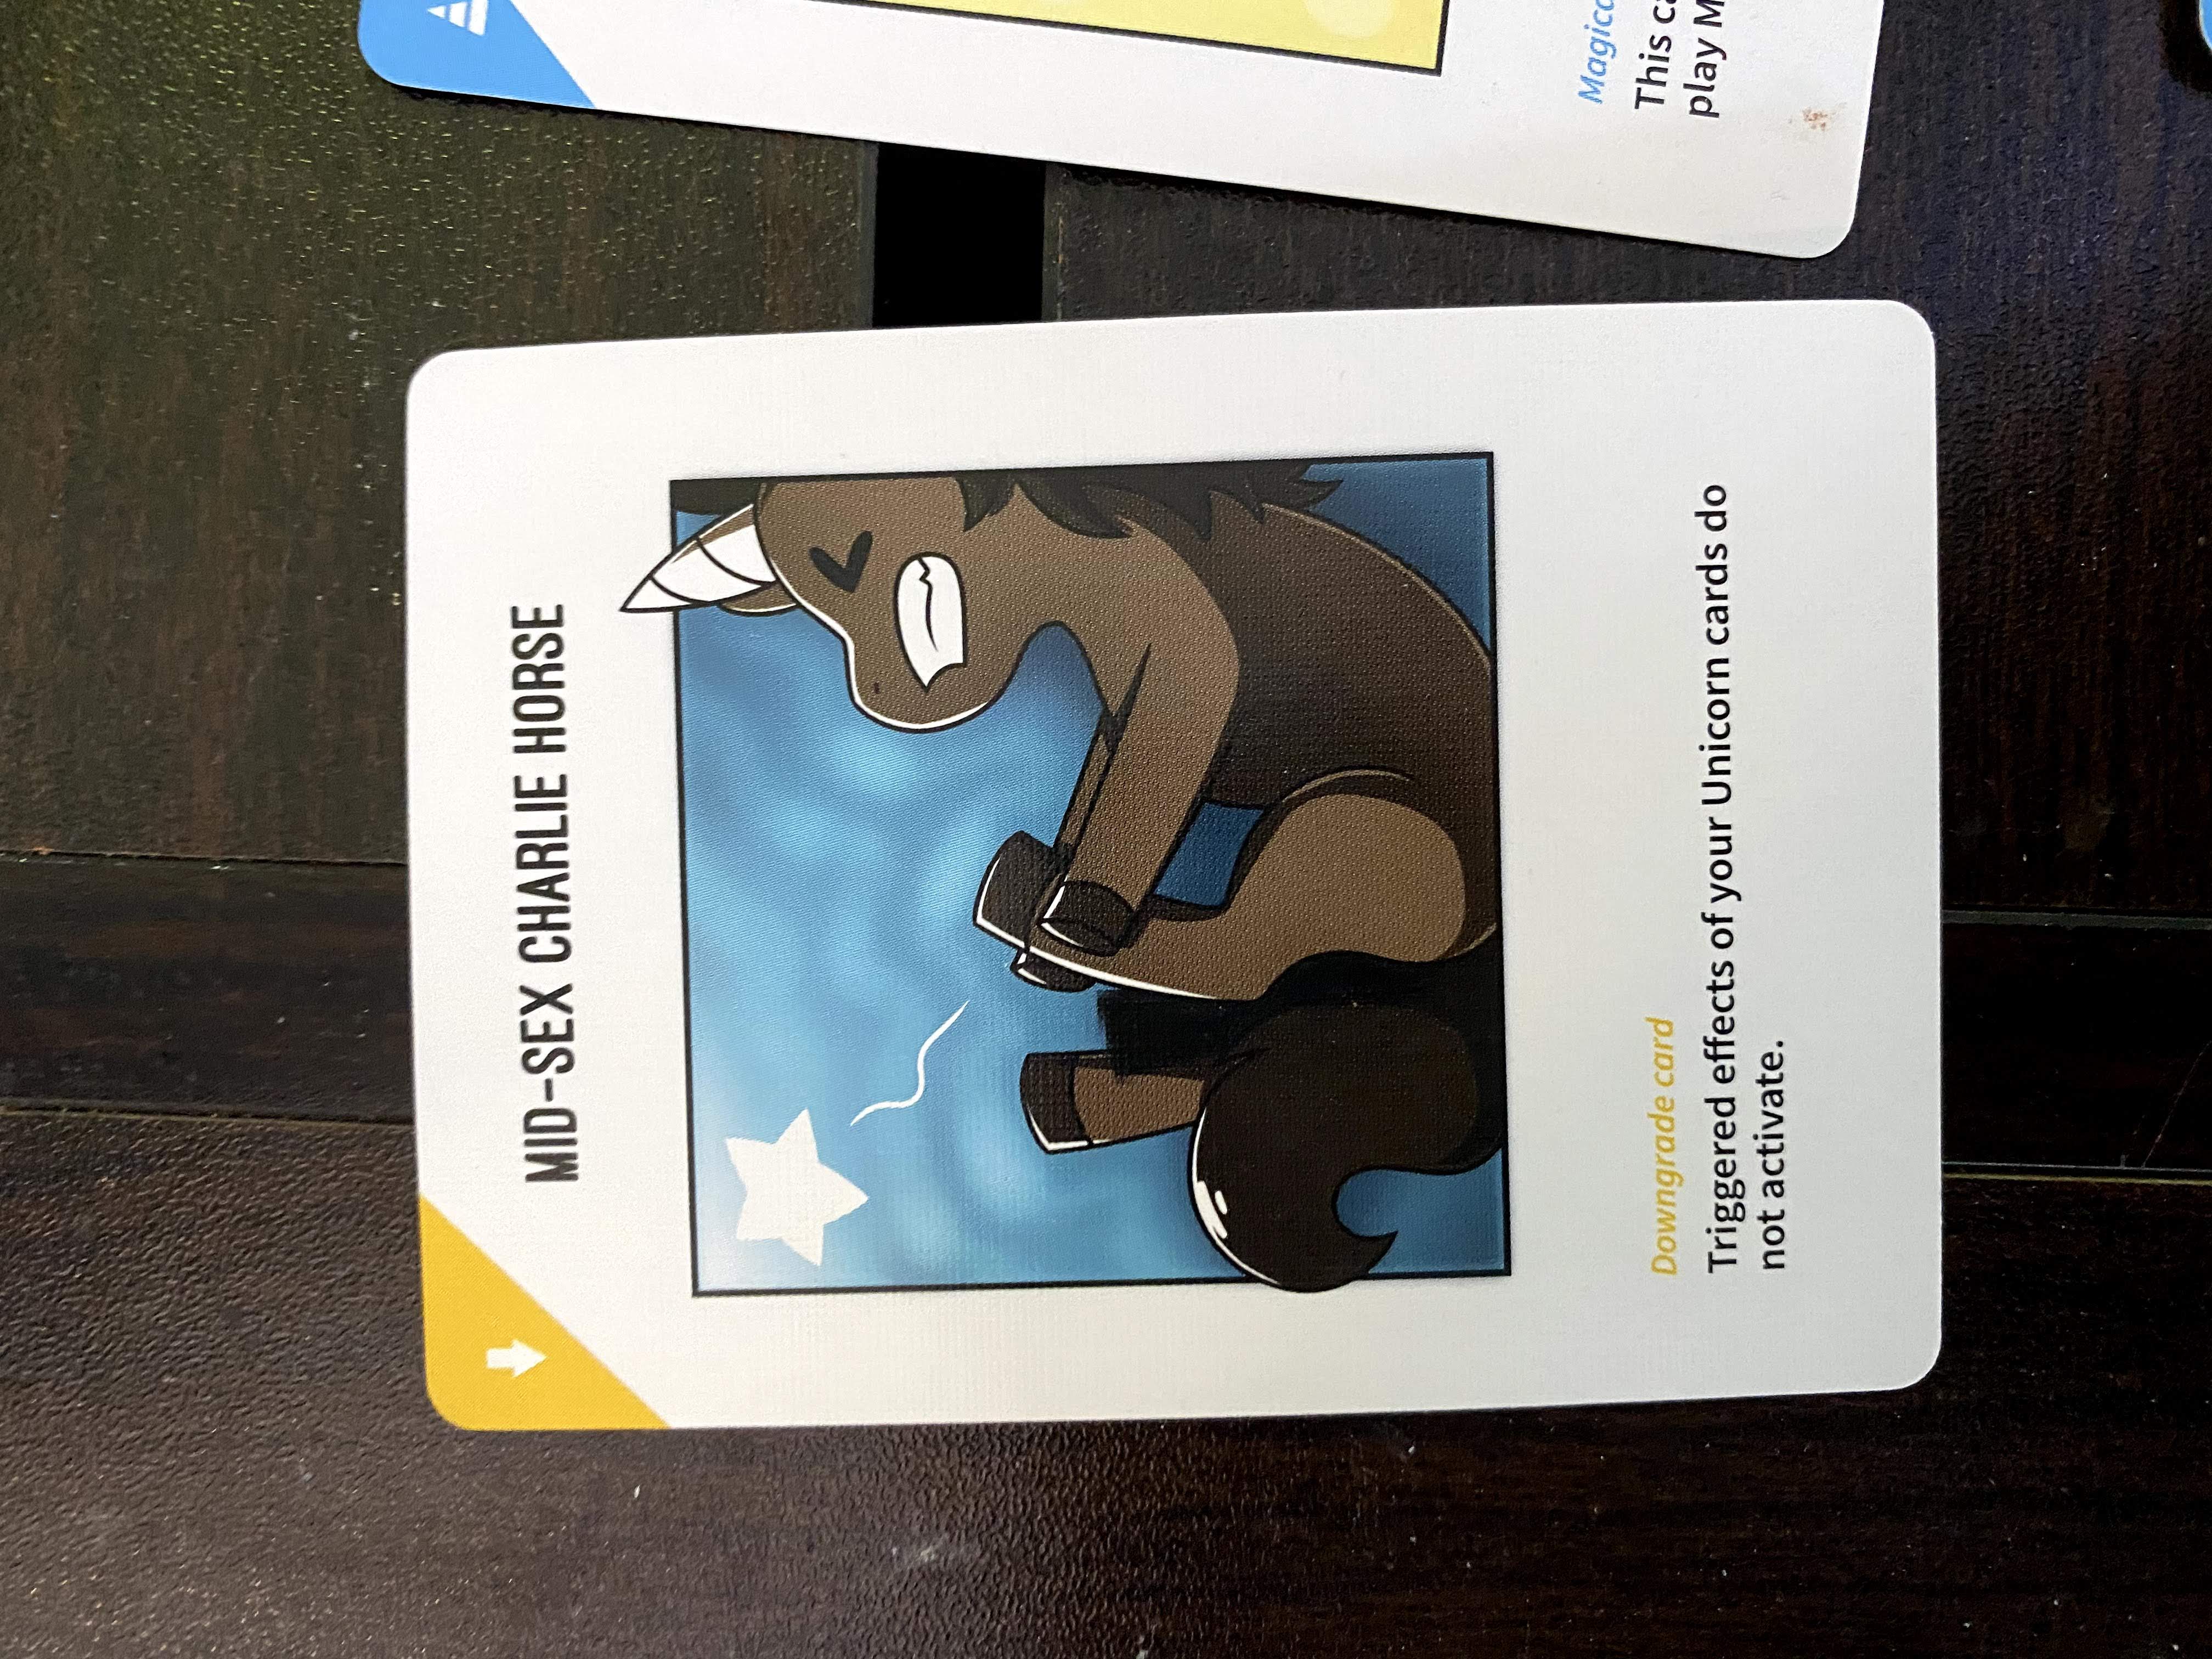 MID-SEX CHARLIE HORSE
Downgrade card
Triggered effects of your Unicorn cards do
not activate.
This
play